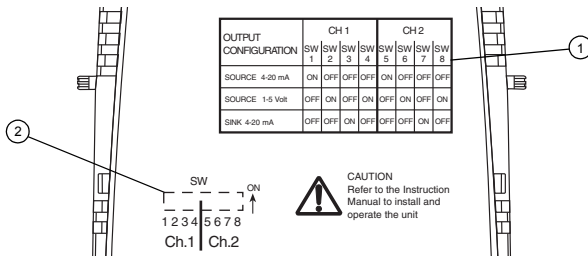 OUTPUT CONFIGURATION CH 1 CH 2
SW 1 SW 2 SW 3 SW 4 SW 5 SW 6 SW 7 SW 8
SOURCE 4-20 mA ON OFF OFF OFF ON OFF OFF OFF
SOURCE 1-5 Volt OFF ON OFF ON OFF ON OFF ON
SINK 4-20 mA OFF OFF ON OFF OFF OFF ON OFF
1
2
SW
ON
1 2 3 4 5 6 7 8
Ch.1 Ch.2
CAUTION
Refer to the Instruction
Manual to install and
operate the unit